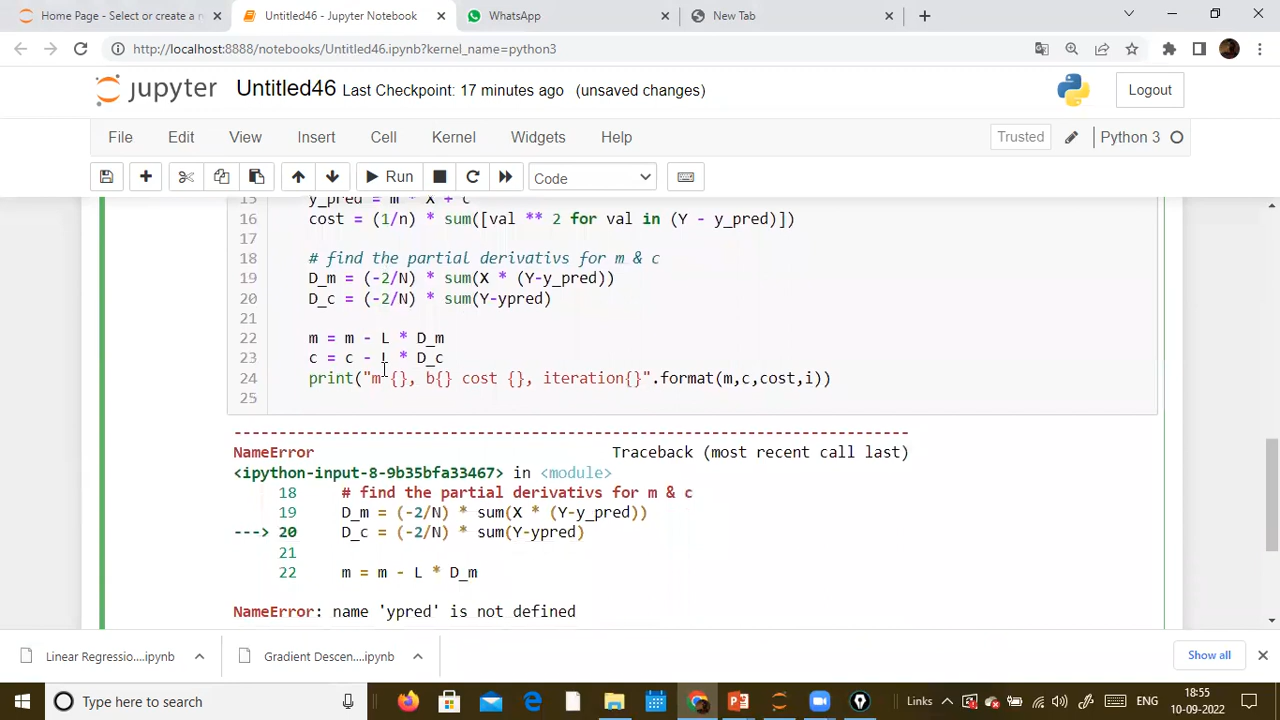 Home Page - Select or create a n
Untitled46 - Jupyter Notebook
WhatsApp
New Tab
http://localhost:8888/notebooks/Untitled46.ipynb?kernel_name=python3
jupyter Untitled46 Last Checkpoint: 17 minutes ago (unsaved changes)
Logout
File Edit View Insert Cell Kernel Widgets Help
Trusted
Python 3
Run
Code
15 y_pred = m * X + c
16 cost = (1/n) * sum([val ** 2 for val in (Y - y_pred)])
17
18 # find the partial derivativs for m & c
19 D_m = (-2/N) * sum(X * (Y-y_pred))
20 D_c = (-2/N) * sum(Y-ypred)
21
22 m = m - L * D_m
23 c = c - L * D_c
24 print("m {}, b{} cost {}, iteration{}".format(m,c,cost,i))
25
---------------------------------------------------------------------------
NameError Traceback (most recent call last)
<ipython-input-8-9b35bfa33467> in <module>
18 # find the partial derivativs for m & c
19 D_m = (-2/N) * sum(X * (Y-y_pred))
---> 20 D_c = (-2/N) * sum(Y-ypred)
21
22 m = m - L * D_m
NameError: name 'ypred' is not defined
Linear Regressio....ipynb
Gradient Descen....ipynb
Show all
Type here to search
Links
ENG
18:55
10-09-2022